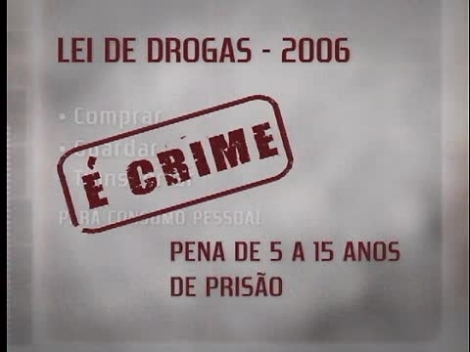 LEI DE DROGAS - 2006
• Comprar
• Guardar
É CRIME
PARA CONSUMO PESSOAL
PENA DE 5 A 15 ANOS
DE PRISÃO